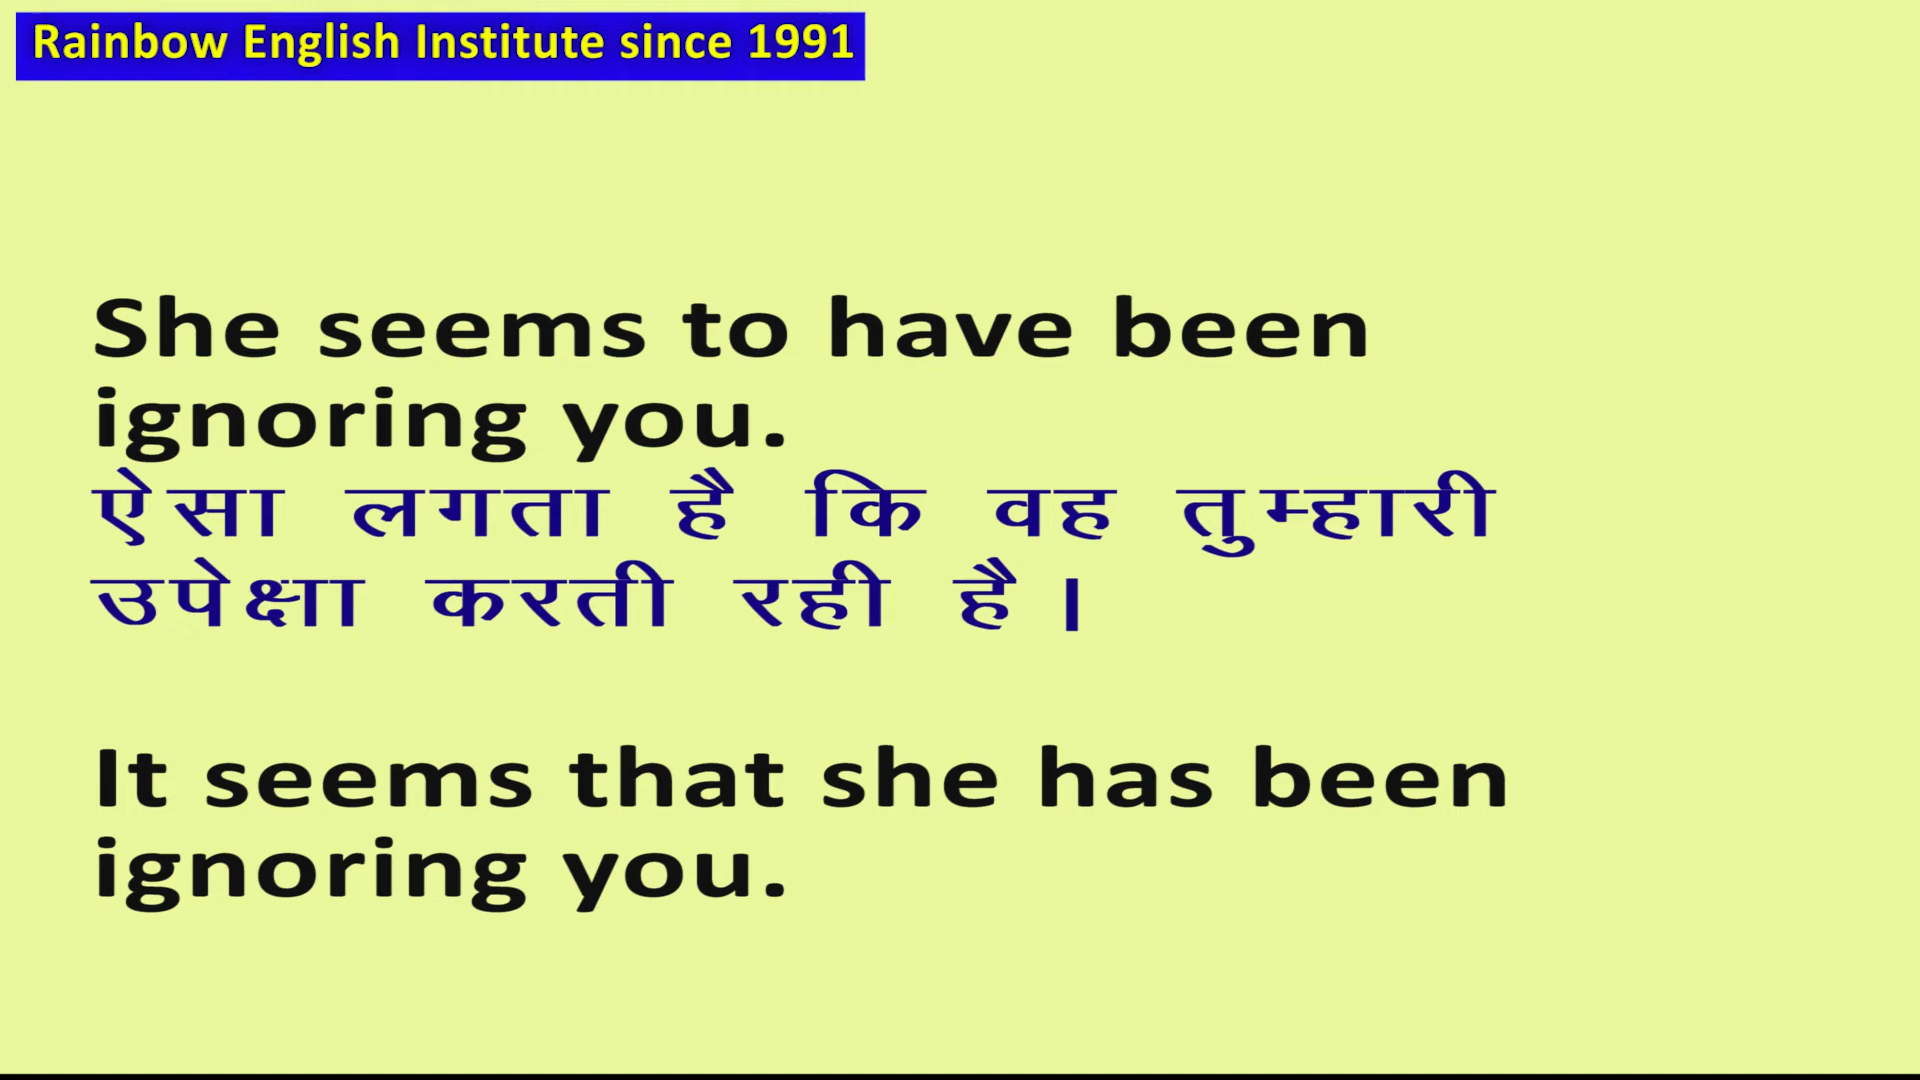 Rainbow English Institute since 1991
She seems to have been
ignoring you.
ऐसा लगता है कि वह तुम्हारी
उपेक्षा करती रही है ।
It seems that she has been
ignoring you.